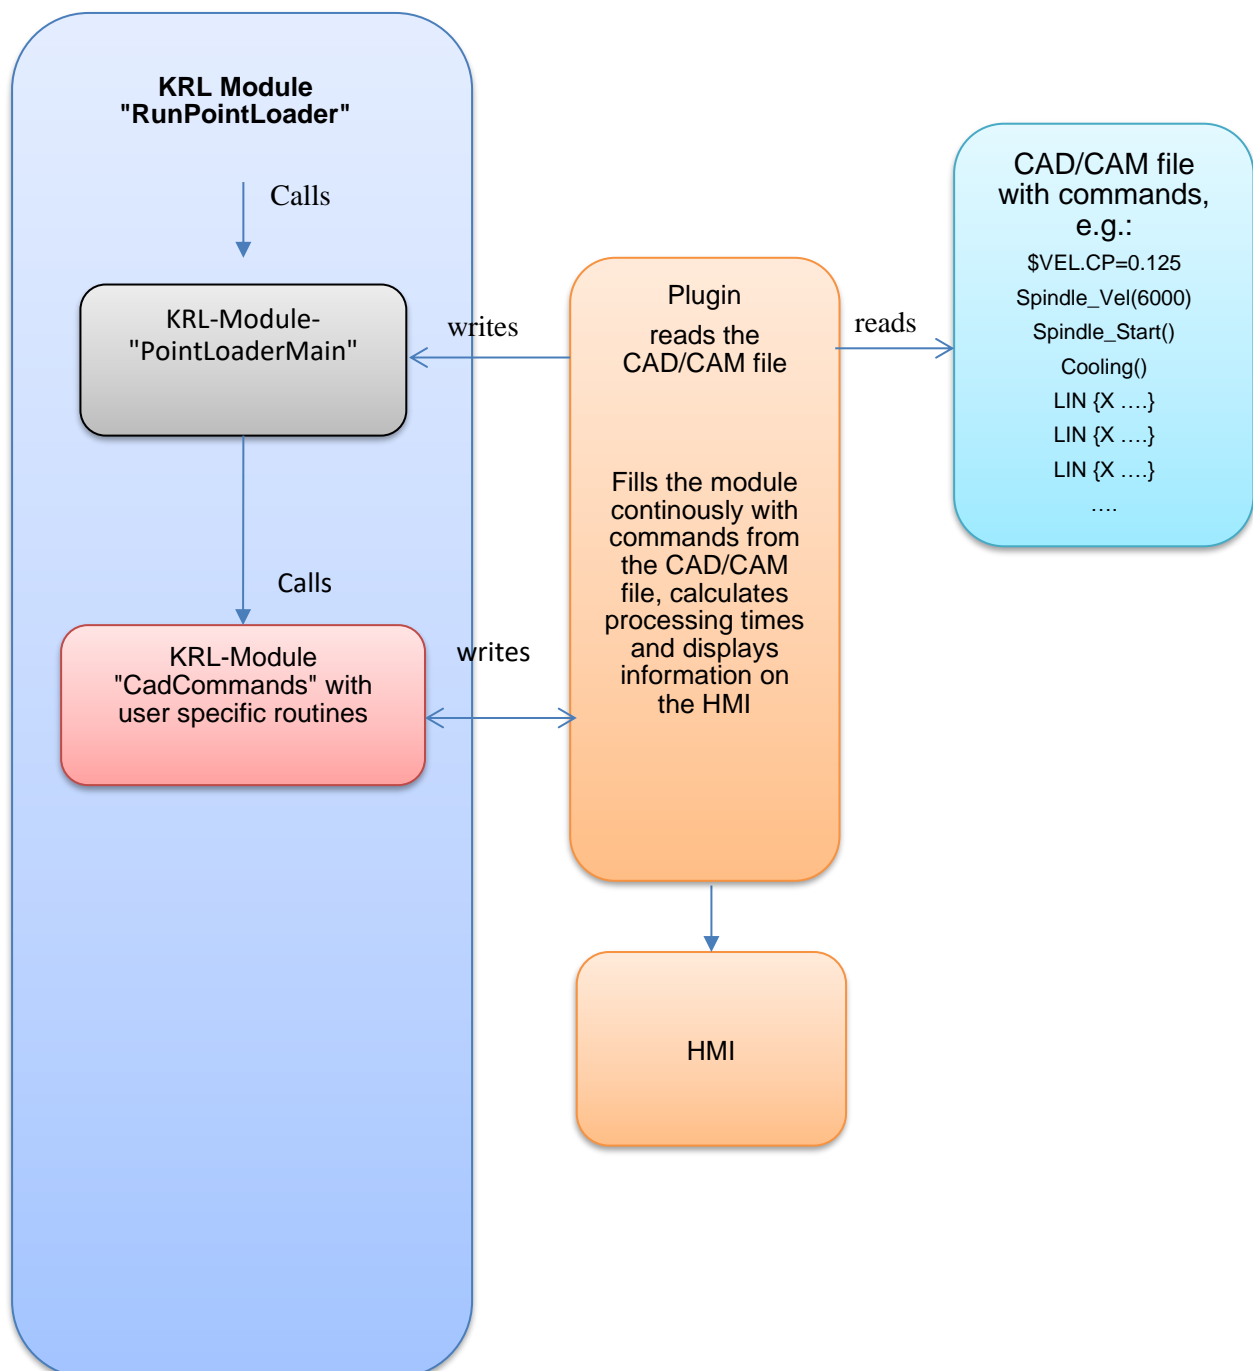 KRL Module
"RunPointLoader"
Calls
KRL-Module-
"PointLoaderMain"
Calls
KRL-Module
"CadCommands" with
user specific routines
writes
writes
Plugin
reads the
CAD/CAM file
Fills the module
continously with
commands from
the CAD/CAM
file, calculates
processing times
and displays
information on
the HMI
HMI
reads
CAD/CAM file
with commands,
e.g.:
$VEL.CP=0.125
Spindle_Vel(6000)
Spindle_Start()
Cooling()
LIN {X ….}
LIN {X ….}
LIN {X ….}
….